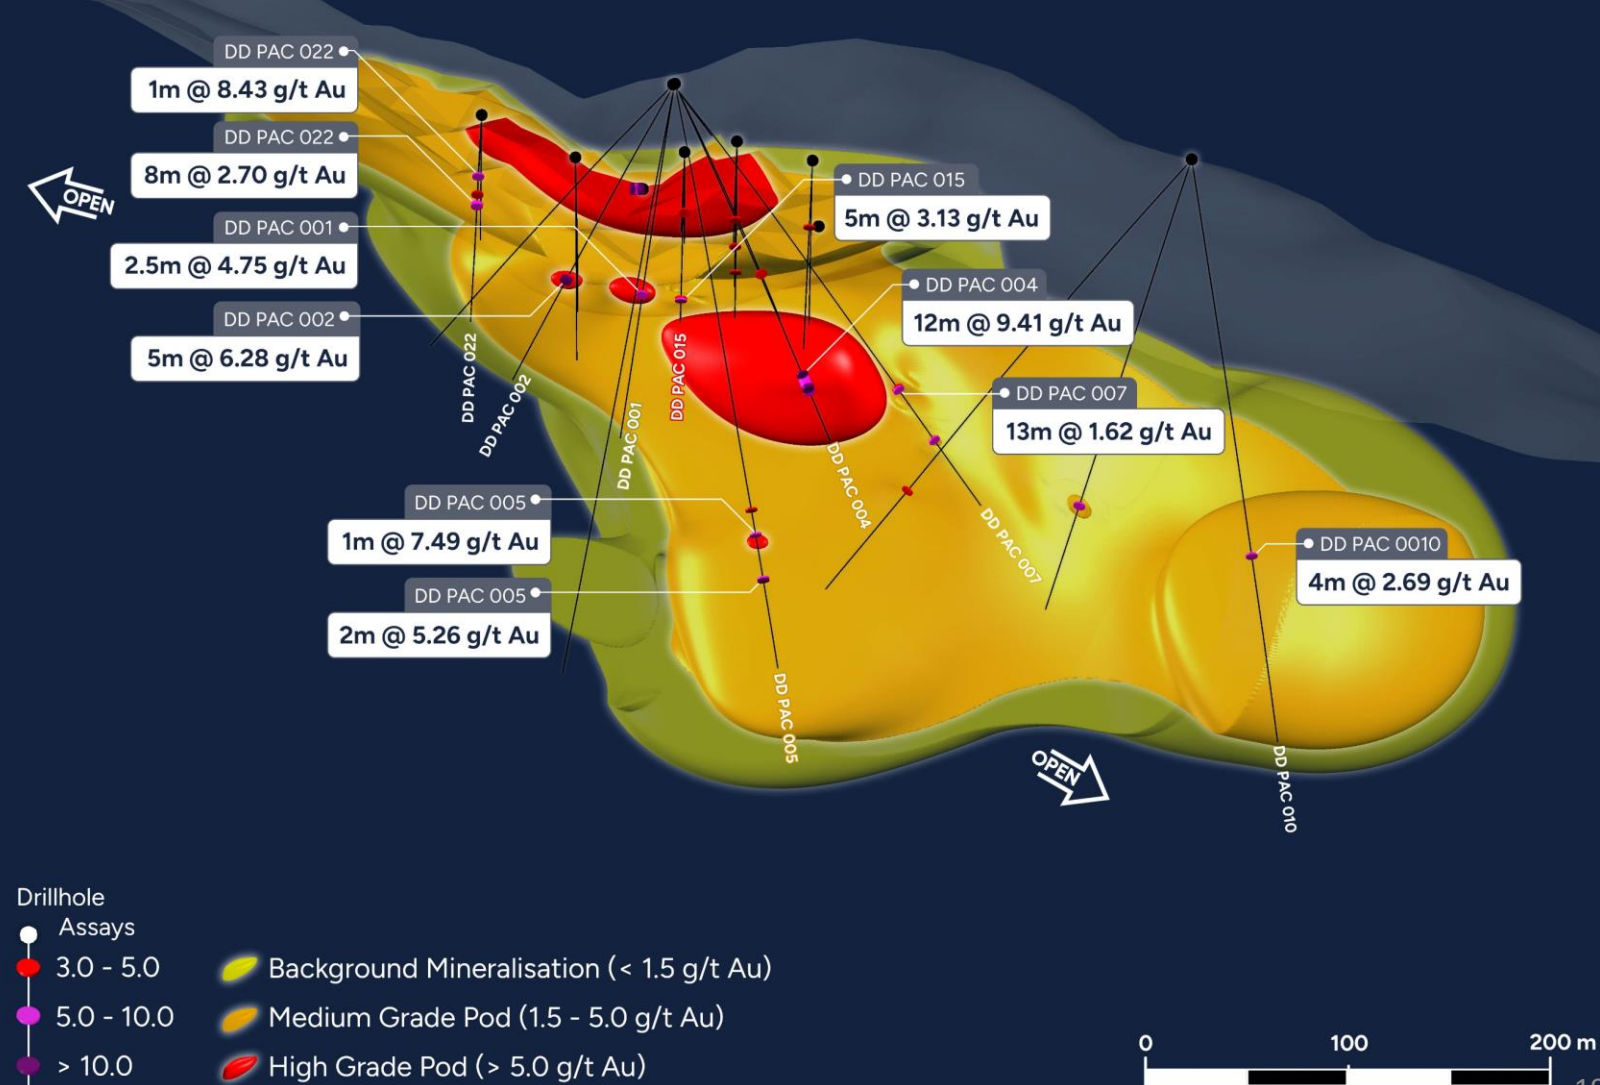 DD PAC 022
1m @ 8.43 g/t Au
DD PAC 022
8m @ 2.70 g/t Au
OPEN
DD PAC 001
2.5m @ 4.75 g/t Au
DD PAC 002
5m @ 6.28 g/t Au
DD PAC 015
5m @ 3.13 g/t Au
DD PAC 004
12m @ 9.41 g/t Au
DD PAC 007
13m @ 1.62 g/t Au
DD PAC 022
DD PAC 002
DD PAC 001
DD PAC 015
DD PAC 004
DD PAC 007
DD PAC 005
1m @ 7.49 g/t Au
DD PAC 005
2m @ 5.26 g/t Au
DD PAC 0010
4m @ 2.69 g/t Au
DD PAC 005
OPEN
DD PAC 010
Drillhole
Assays
3.0 - 5.0
5.0 - 10.0
> 10.0
Background Mineralisation (< 1.5 g/t Au)
Medium Grade Pod (1.5 - 5.0 g/t Au)
High Grade Pod (> 5.0 g/t Au)
0 100 200 m